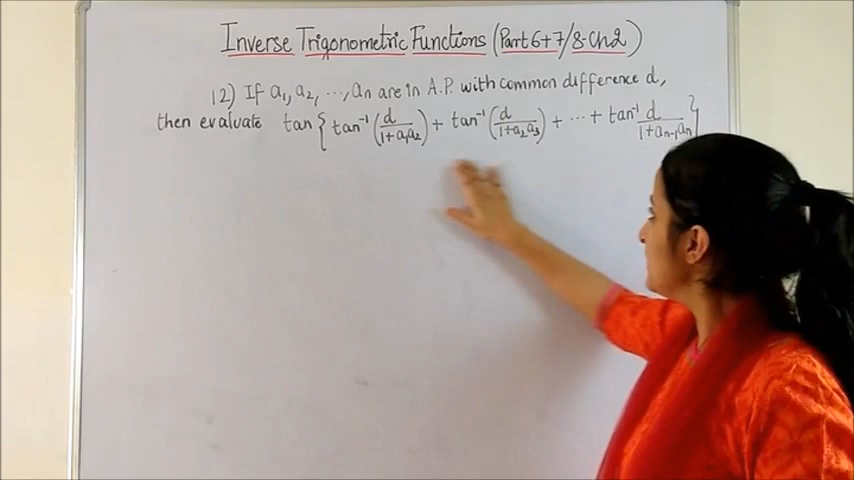 Inverse Trigonometric Functions (Part 6+7/8-Ch2)
12) If a₁, a₂, ..., aₙ are in A.P. with common difference d,
then evaluate tan{tan⁻¹(d/1+a₁a₂) + tan⁻¹(d/1+a₂a₃) + ... + tan⁻¹ d/1+aₙ₋₁aₙ}